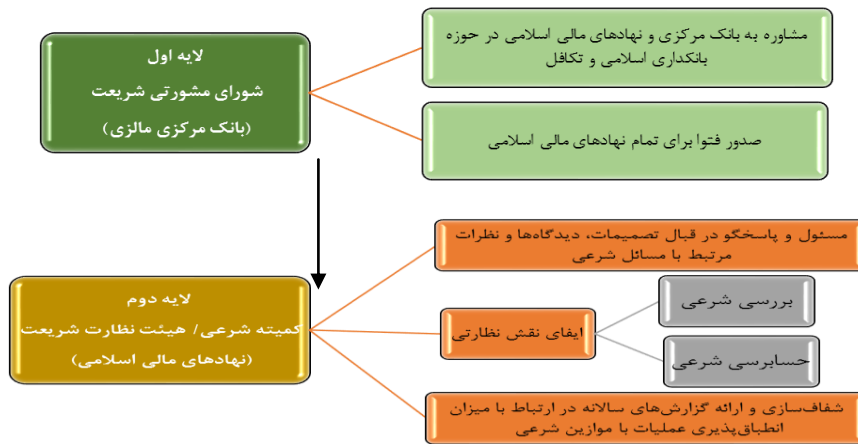 لایه اول
شورای مشورتی شریعت
(بانک مرکزی مالزی)
مشاوره به بانک مرکزی و نهادهای مالی اسلامی در حوزه
بانکداری اسلامی و تکافل
صدور فتوا برای تمام نهادهای مالی اسلامی
لایه دوم
کمیته شرعی/ هیئت نظارت شریعت
(نهادهای مالی اسلامی)
مسئول و پاسخگو در قبال تصمیمات، دیدگاه‌ها و نظرات
مرتبط با مسائل شرعی
ایفای نقش نظارتی
بررسی شرعی
حسابرسی شرعی
شفاف‌سازی و ارائه گزارش‌های سالانه در ارتباط با میزان
انطباق‌پذیری عملیات با موازین شرعی